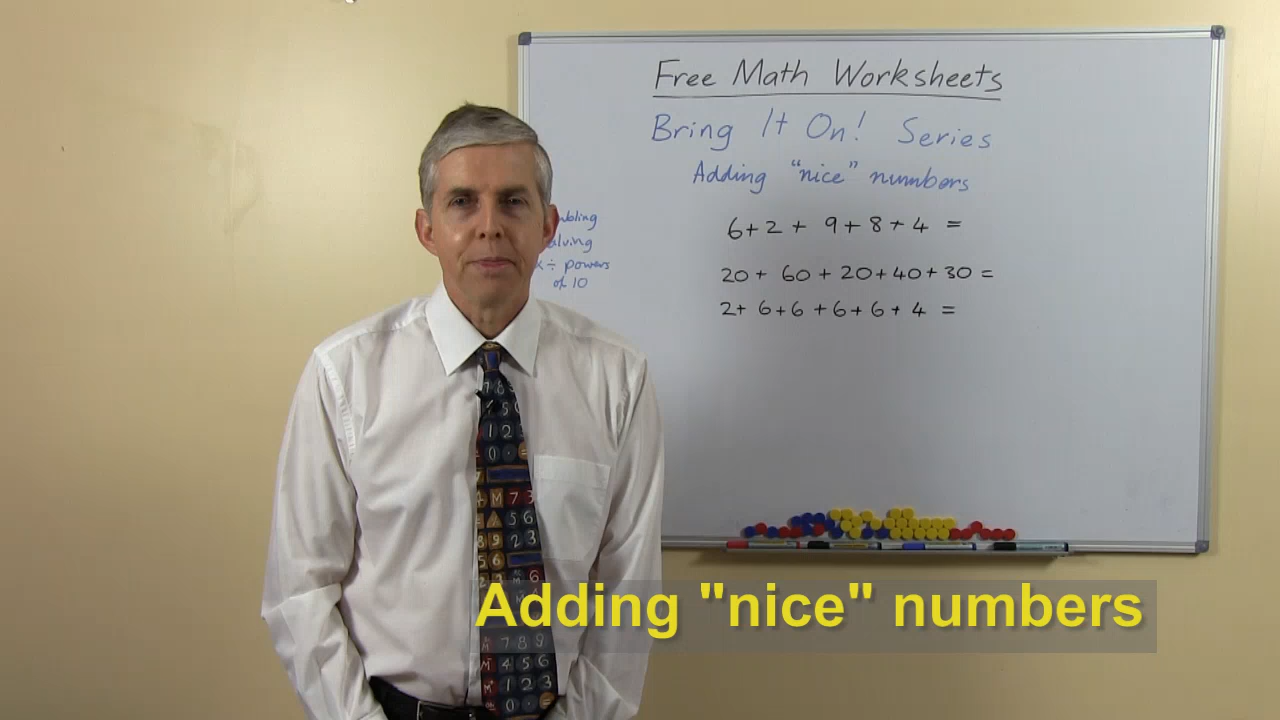 Free Math Worksheets
Bring It On! Series
Adding "nice" numbers
6+2 + 9+8+4 =
20+ 60+20+40+30=
2+ 6+6 +6+6+ 4 =
÷ powers
of 10
Adding "nice" numbers